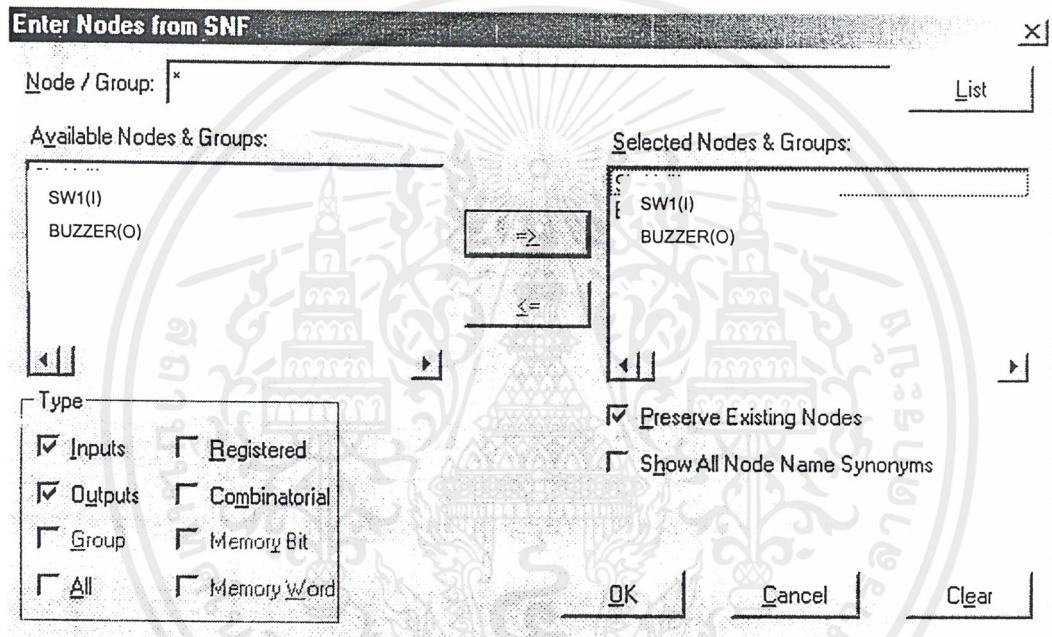 Enter Nodes from SNF
Node / Group: *
List
Available Nodes & Groups:
SW1(I)
BUZZER(O)
=>
<=
Selected Nodes & Groups:
SW1(I)
BUZZER(O)
Type
Inputs
Registered
Outputs
Combinatorial
Group
Memory Bit
All
Memory Word
Preserve Existing Nodes
Show All Node Name Synonyms
OK
Cancel
Clear